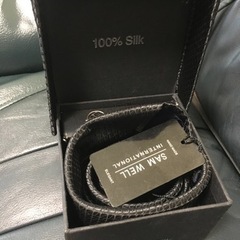 100% Silk
SAM WELL
INTERNATIONAL